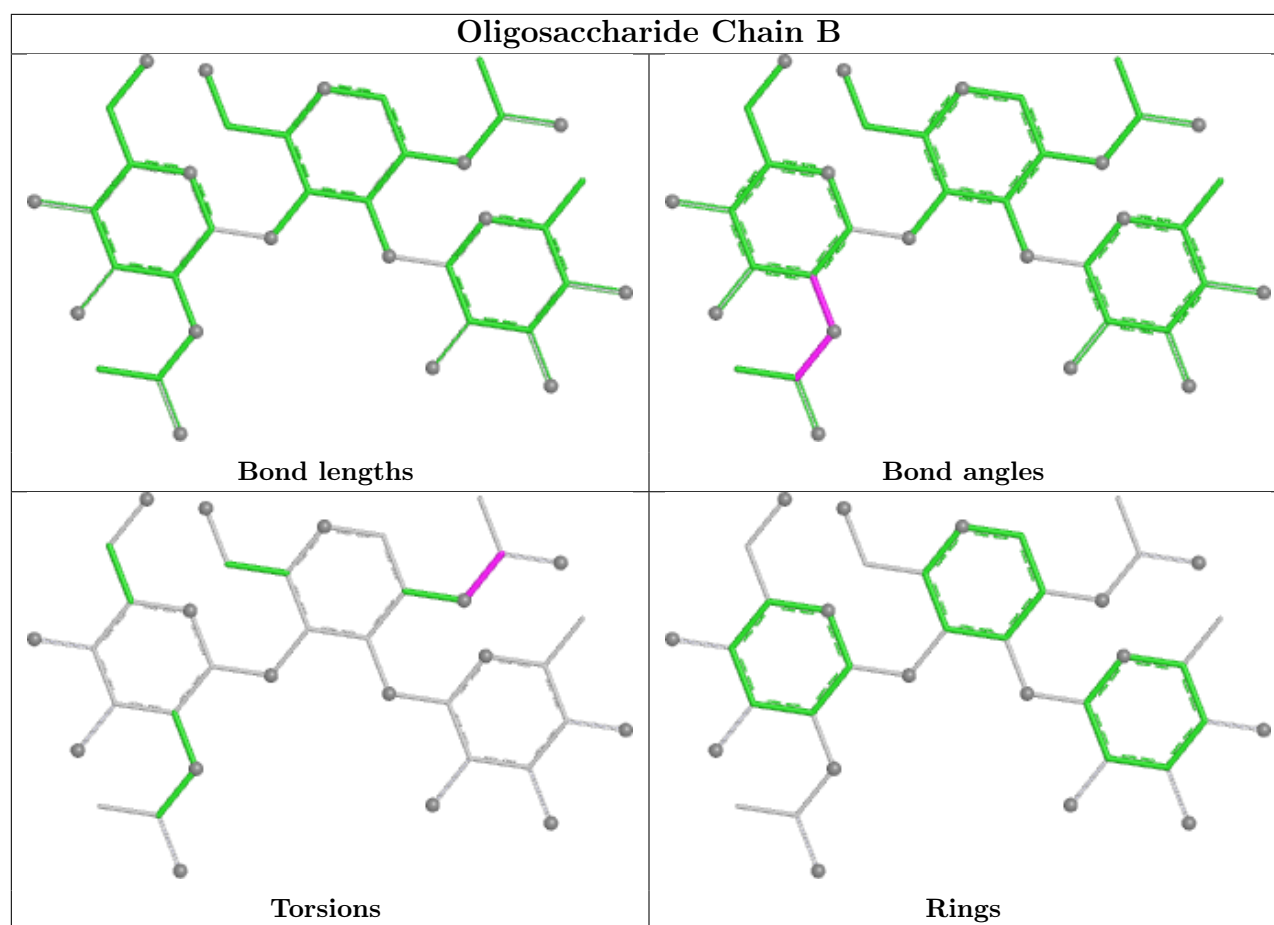 Oligosaccharide Chain B
Bond lengths
Bond angles
Torsions
Rings